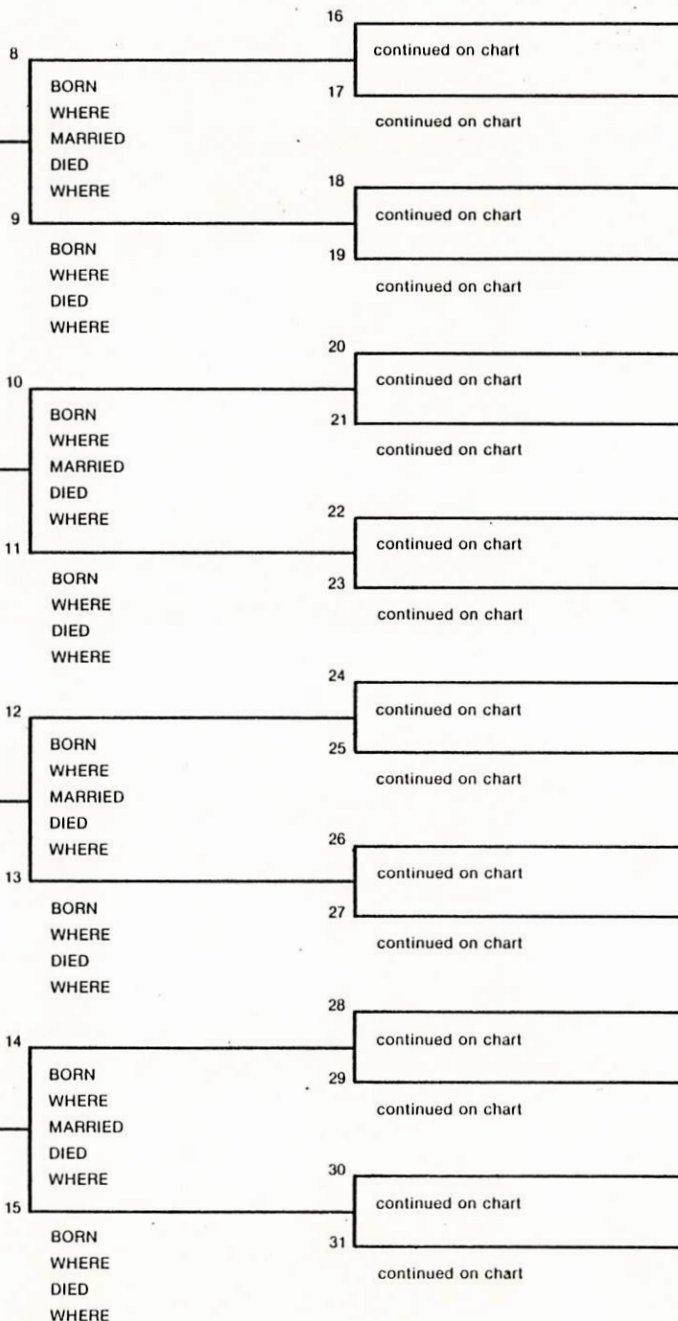 16
continued on chart
8
BORN
17
WHERE
continued on chart
MARRIED
DIED
18
WHERE
continued on chart
9
BORN
19
WHERE
continued on chart
DIED
WHERE
20
continued on chart
10
BORN
21
WHERE
continued on chart
MARRIED
DIED
22
WHERE
continued on chart
11
BORN
23
WHERE
continued on chart
DIED
WHERE
24
continued on chart
12
BORN
25
WHERE
continued on chart
MARRIED
DIED
26
WHERE
continued on chart
13
BORN
27
WHERE
continued on chart
DIED
WHERE
28
continued on chart
14
BORN
29
WHERE
continued on chart
MARRIED
DIED
30
WHERE
continued on chart
15
BORN
31
WHERE
continued on chart
DIED
WHERE